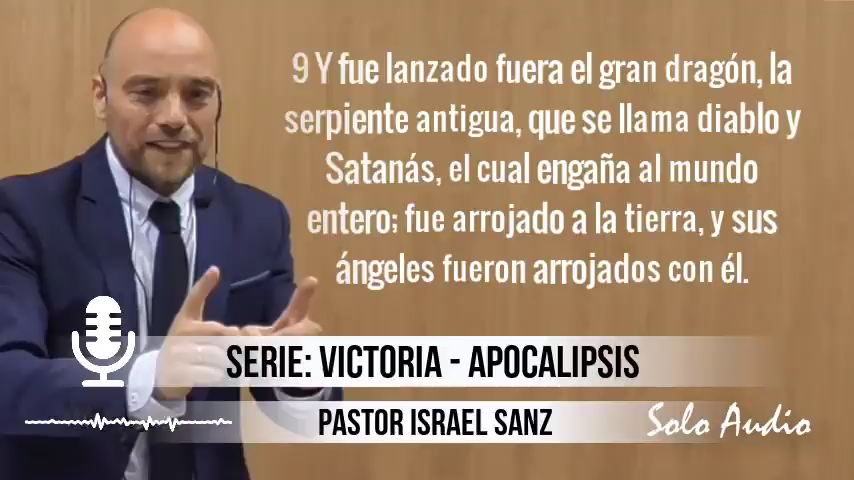 9 Y fue lanzado fuera el gran dragón, la
serpiente antigua, que se llama diablo y
Satanás, el cual engaña al mundo
entero; fue arrojado a la tierra, y sus
ángeles fueron arrojados con él.
SERIE: VICTORIA - APOCALIPSIS
PASTOR ISRAEL SANZ
Solo Audio